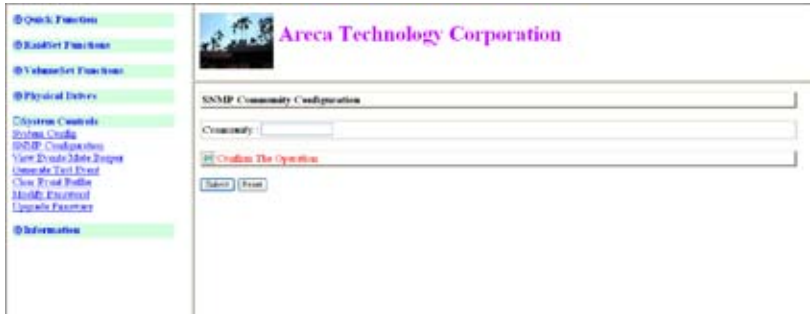 Quick Function
RaidSet Functions
VolumeSet Functions
Physical Drives
System Controls
System Config
SNMP Configuration
View Events/Mute Beeper
Generate Test Event
Clear Event Buffer
Modify Password
Upgrade Firmware
Information
Areca Technology Corporation
SNMP Community Configuration
Community :
Confirm The Operation
Submit Reset